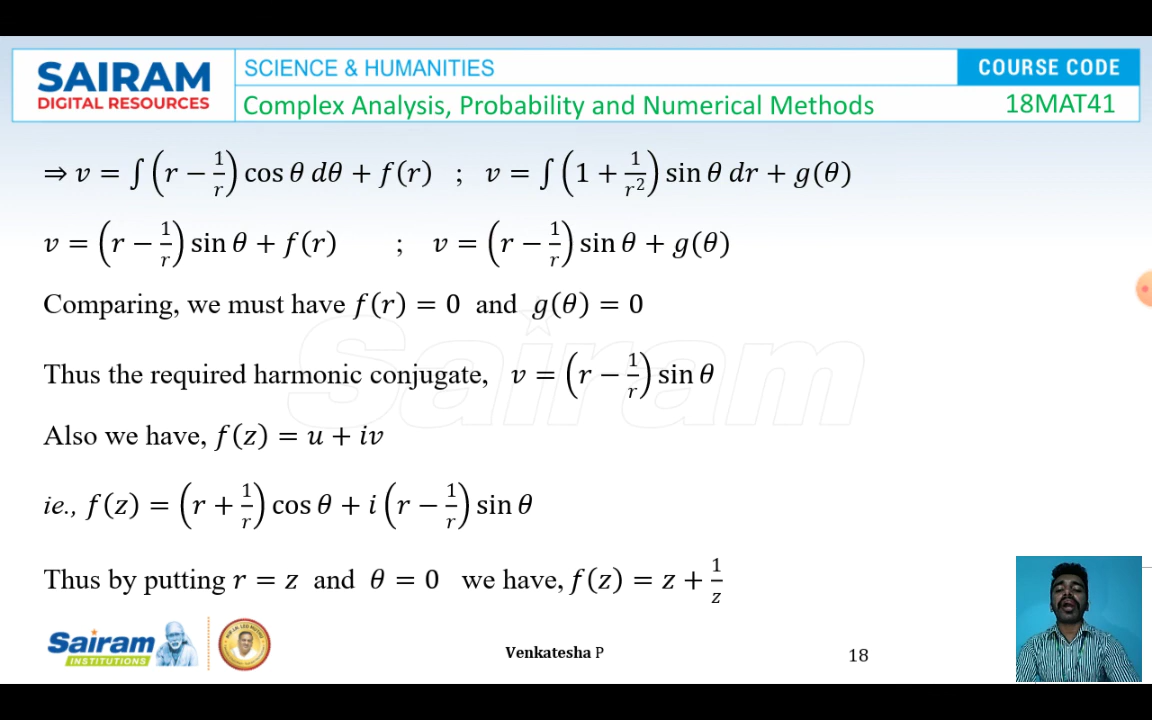 SAIRAM
DIGITAL RESOURCES
SCIENCE & HUMANITIES
COURSE CODE
Complex Analysis, Probability and Numerical Methods
18MAT41
⇒ v = ∫ (r − 1/r) cos θ dθ + f(r) ; v = ∫ (1 + 1/r²) sin θ dr + g(θ)
v = (r − 1/r) sin θ + f(r) ; v = (r − 1/r) sin θ + g(θ)
Comparing, we must have f(r) = 0 and g(θ) = 0
Thus the required harmonic conjugate, v = (r − 1/r) sin θ
Also we have, f(z) = u + iv
ie., f(z) = (r + 1/r) cos θ + i (r − 1/r) sin θ
Thus by putting r = z and θ = 0 we have, f(z) = z + 1/z
Sairam
Sairam
INSTITUTIONS
Venkatesha P
18